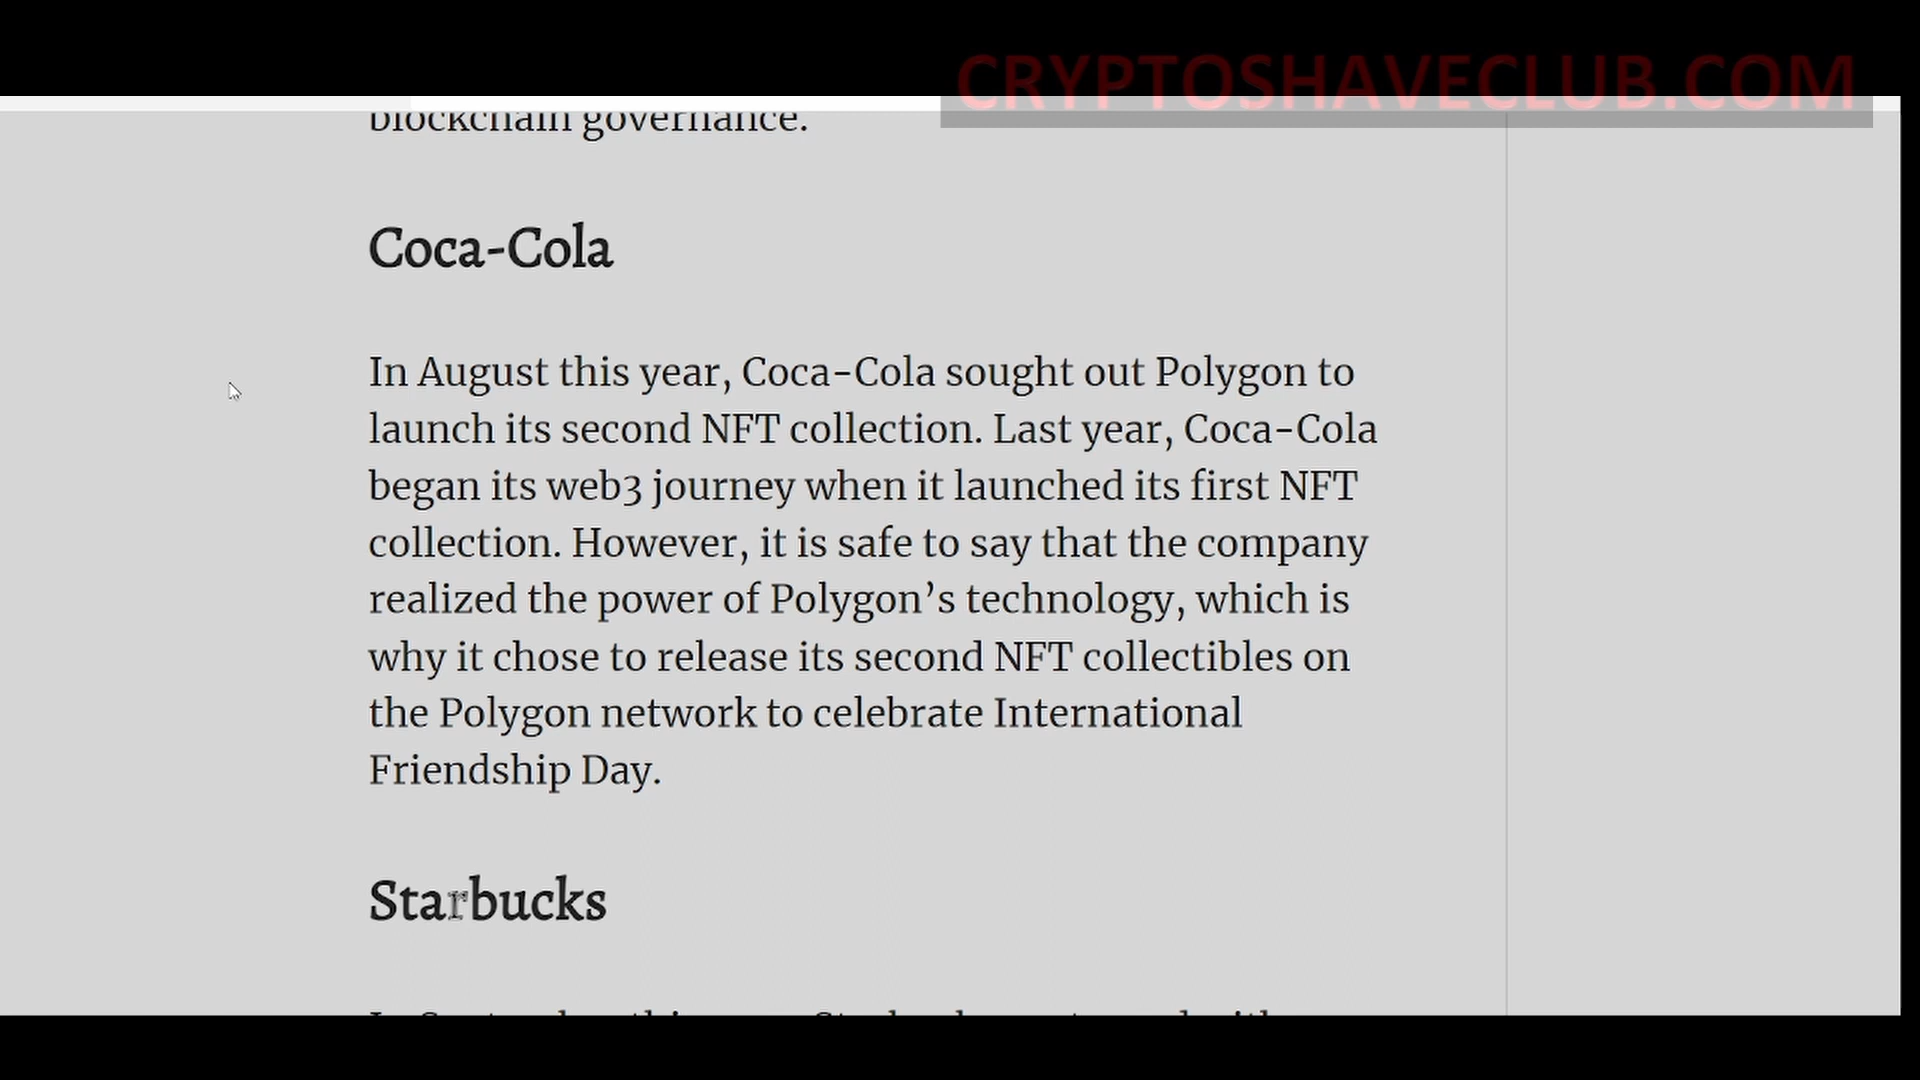 CRYPTOSHAVECLUB.COM
blockchain governance.
Coca-Cola
In August this year, Coca-Cola sought out Polygon to
launch its second NFT collection. Last year, Coca-Cola
began its web3 journey when it launched its first NFT
collection. However, it is safe to say that the company
realized the power of Polygon’s technology, which is
why it chose to release its second NFT collectibles on
the Polygon network to celebrate International
Friendship Day.
Starbucks